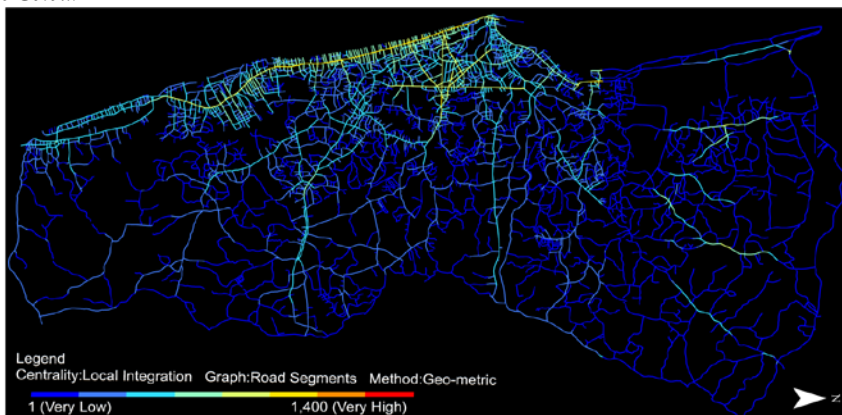 Legend
Centrality:Local Integration Graph:Road Segments Method:Geo-metric
1 (Very Low) 1,400 (Very High)
N